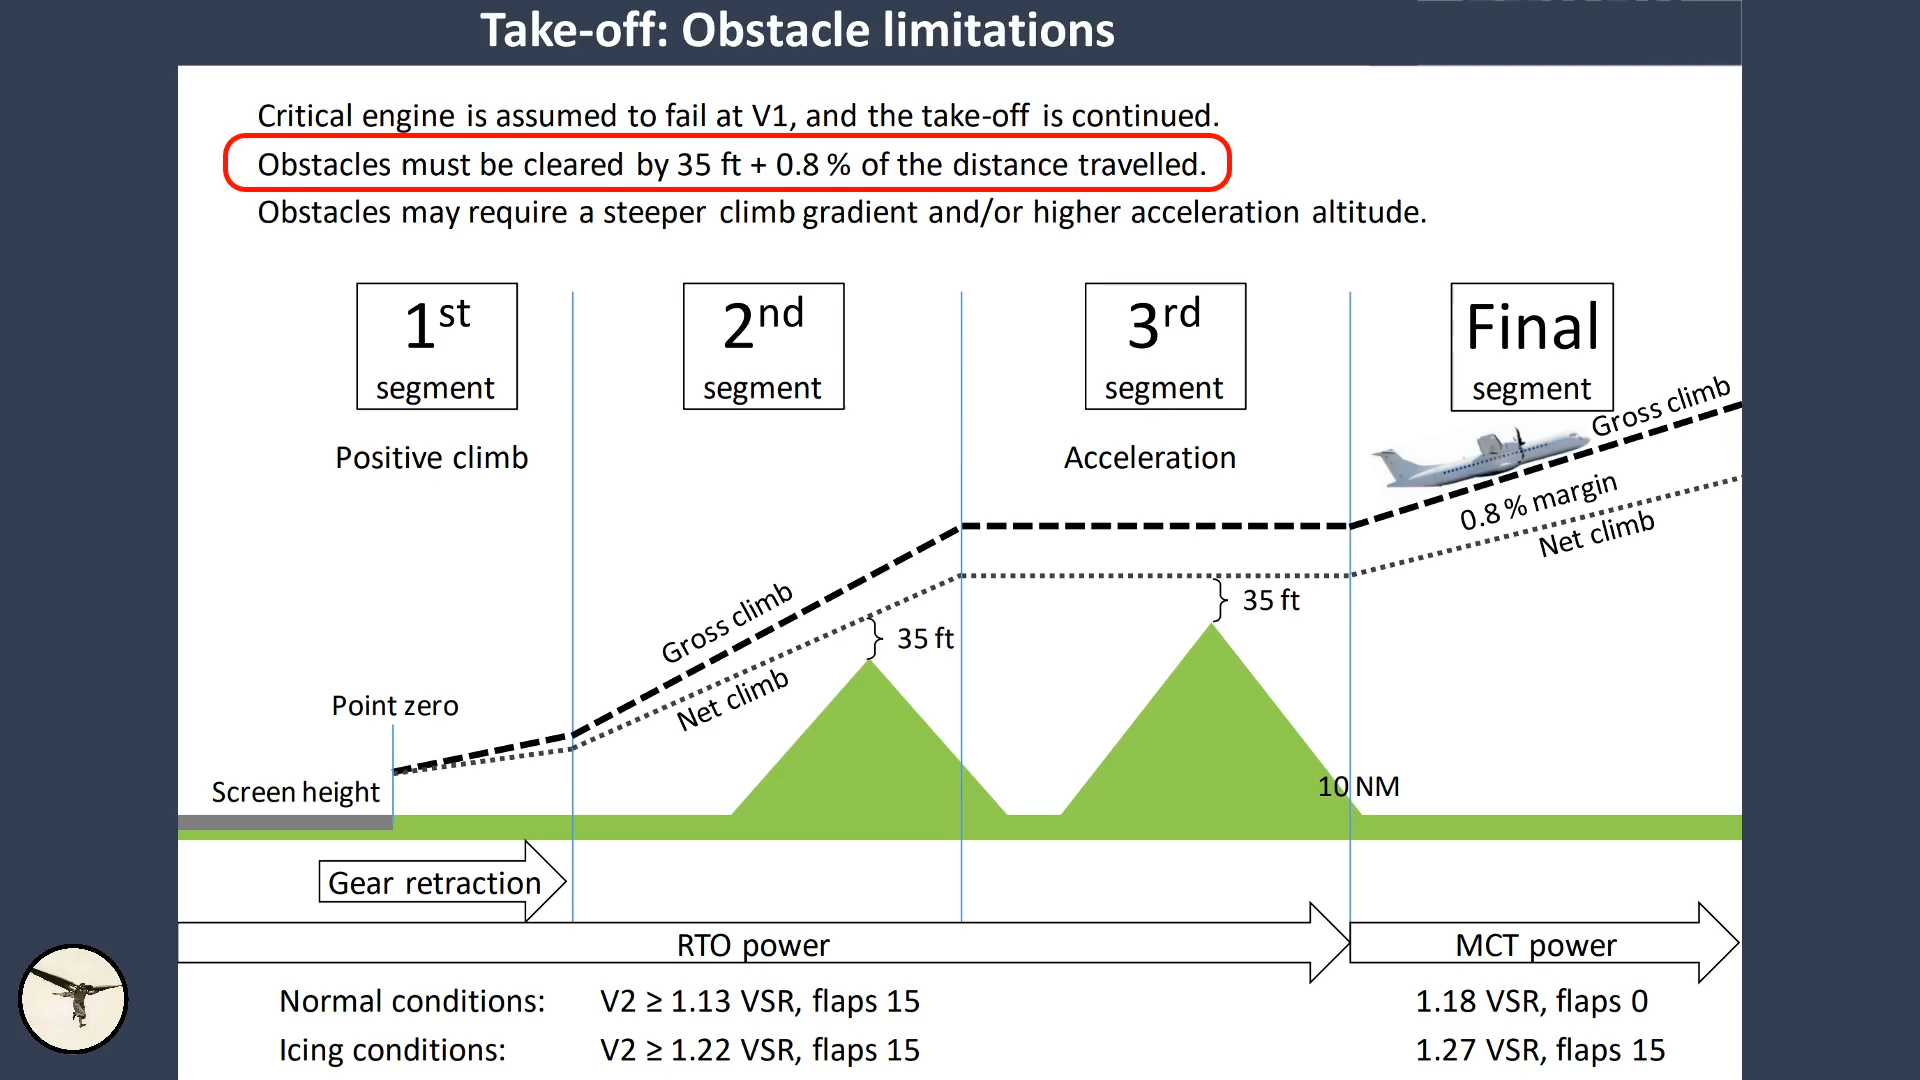 Take-off: Obstacle limitations
Critical engine is assumed to fail at V1, and the take-off is continued.
Obstacles must be cleared by 35 ft + 0.8 % of the distance travelled.
Obstacles may require a steeper climb gradient and/or higher acceleration altitude.
1st
segment
2nd
segment
3rd
segment
Final
segment
Positive climb
Acceleration
Gross climb
0.8 % margin
Net climb
35 ft
Gross climb
35 ft
Net climb
Point zero
Screen height
10 NM
Gear retraction
RTO power
MCT power
Normal conditions: V2 ≥ 1.13 VSR, flaps 15 1.18 VSR, flaps 0
Icing conditions: V2 ≥ 1.22 VSR, flaps 15 1.27 VSR, flaps 15